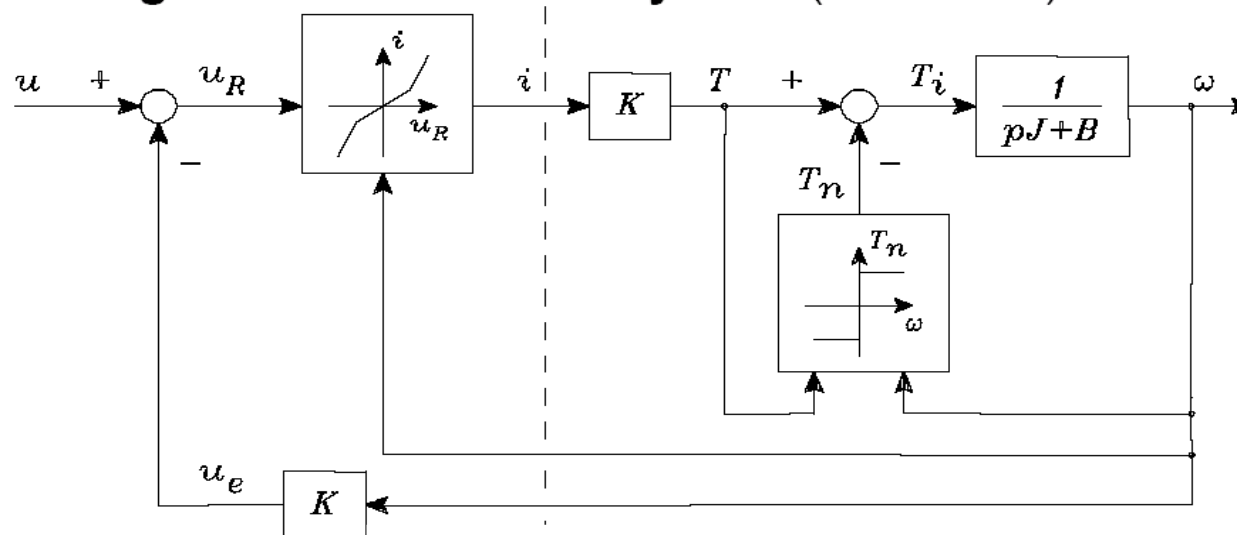 u + u_R i u_R i K T + T_i 1 ω
pJ+B
−
T_n −
T_n
ω
u_e K